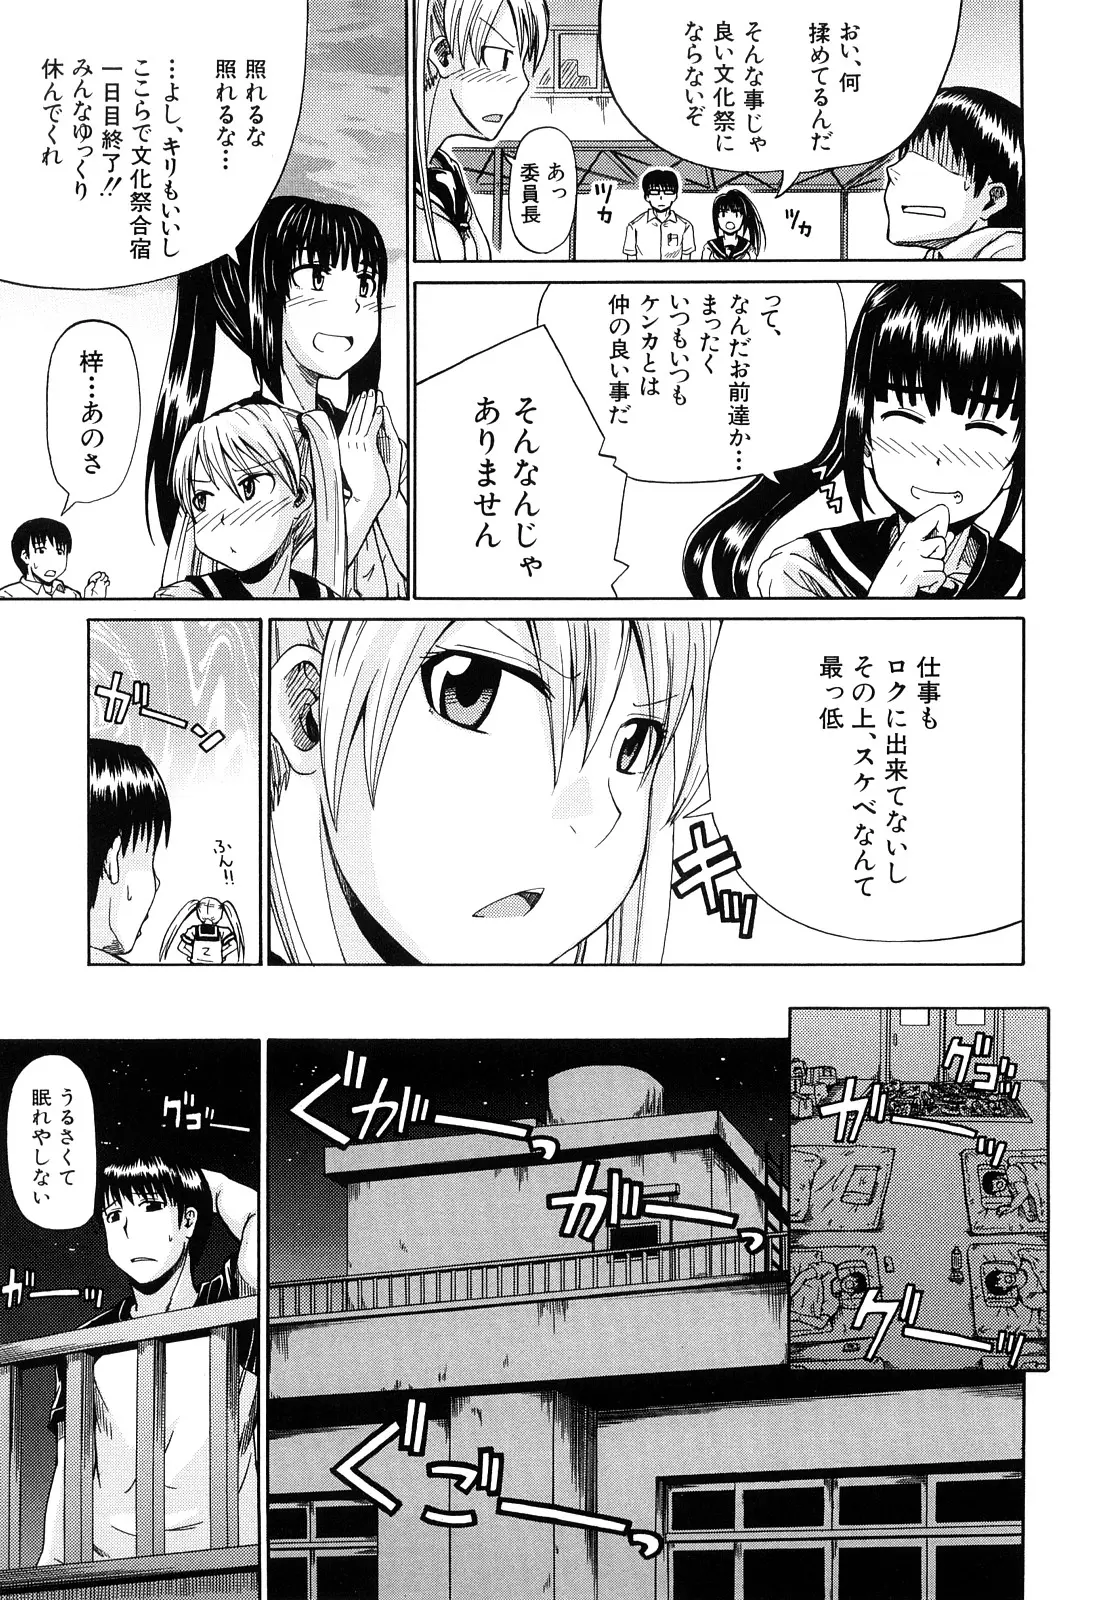 おい、何
揉めてるんだ
そんな事じゃ
良い文化祭に
ならないぞ
あっ
委員長
ツカ
ツカ
って、
なんだお前達か…
まったく
いつもいつも
ケンカとは
仲の良い事だ
そんなんじゃ
ありません
照れるな
照れるな…
…よし、キリもいいし
ここらで文化祭合宿
一日目終了!!
みんなゆっくり
休んでくれ
梓…あのさ
仕事も
ロクに出来てないし
その上、スケベなんて
最っ低
キッ
ガーン
ふん!!
グゴッ
ガーッ
グーッ
ぐがーっ
がーっ
ぐごーっ
うるさくて
眠れやしない
グゴー
ガーッ